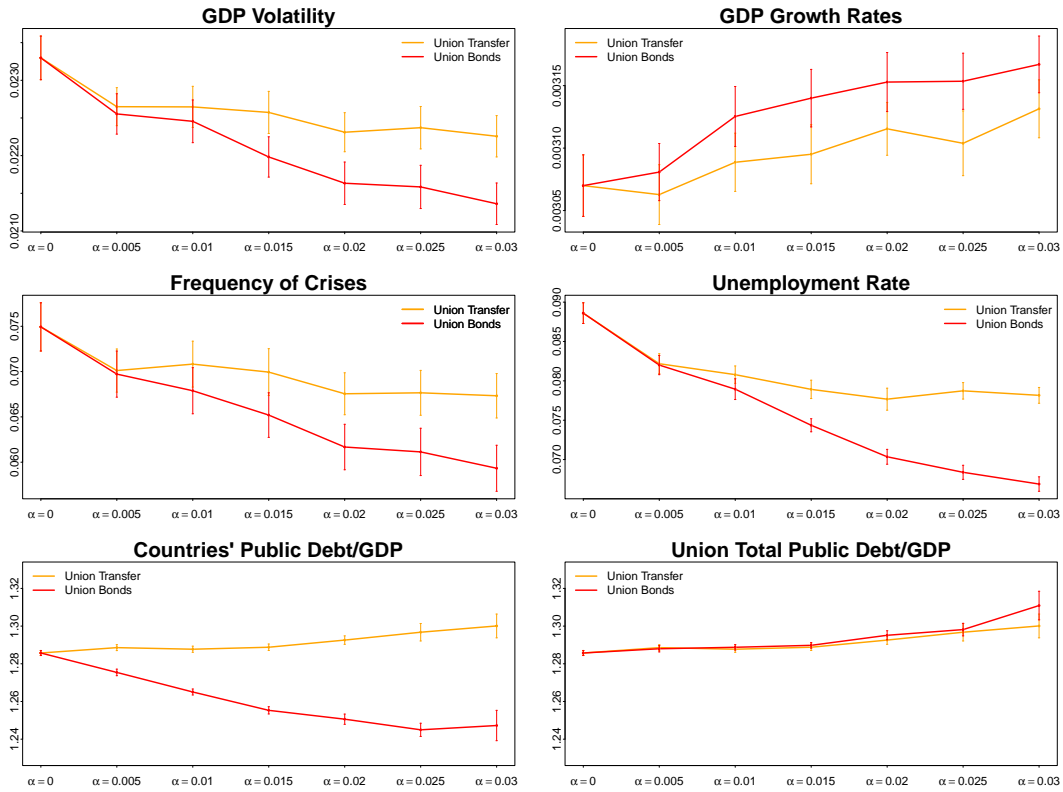 GDP Volatility
Union Transfer
Union Bonds
0.0230
0.0220
0.0210
α = 0
α = 0.005
α = 0.01
α = 0.015
α = 0.02
α = 0.025
α = 0.03
GDP Growth Rates
Union Transfer
Union Bonds
0.00315
0.00310
0.00305
α = 0
α = 0.005
α = 0.01
α = 0.015
α = 0.02
α = 0.025
α = 0.03
Frequency of Crises
Union Transfer
Union Bonds
0.075
0.070
0.065
0.060
α = 0
α = 0.005
α = 0.01
α = 0.015
α = 0.02
α = 0.025
α = 0.03
Unemployment Rate
Union Transfer
Union Bonds
0.090
0.085
0.080
0.075
0.070
α = 0
α = 0.005
α = 0.01
α = 0.015
α = 0.02
α = 0.025
α = 0.03
Countries' Public Debt/GDP
Union Transfer
Union Bonds
1.32
1.30
1.28
1.26
1.24
α = 0
α = 0.005
α = 0.01
α = 0.015
α = 0.02
α = 0.025
α = 0.03
Union Total Public Debt/GDP
Union Transfer
Union Bonds
1.32
1.30
1.28
1.26
1.24
α = 0
α = 0.005
α = 0.01
α = 0.015
α = 0.02
α = 0.025
α = 0.03